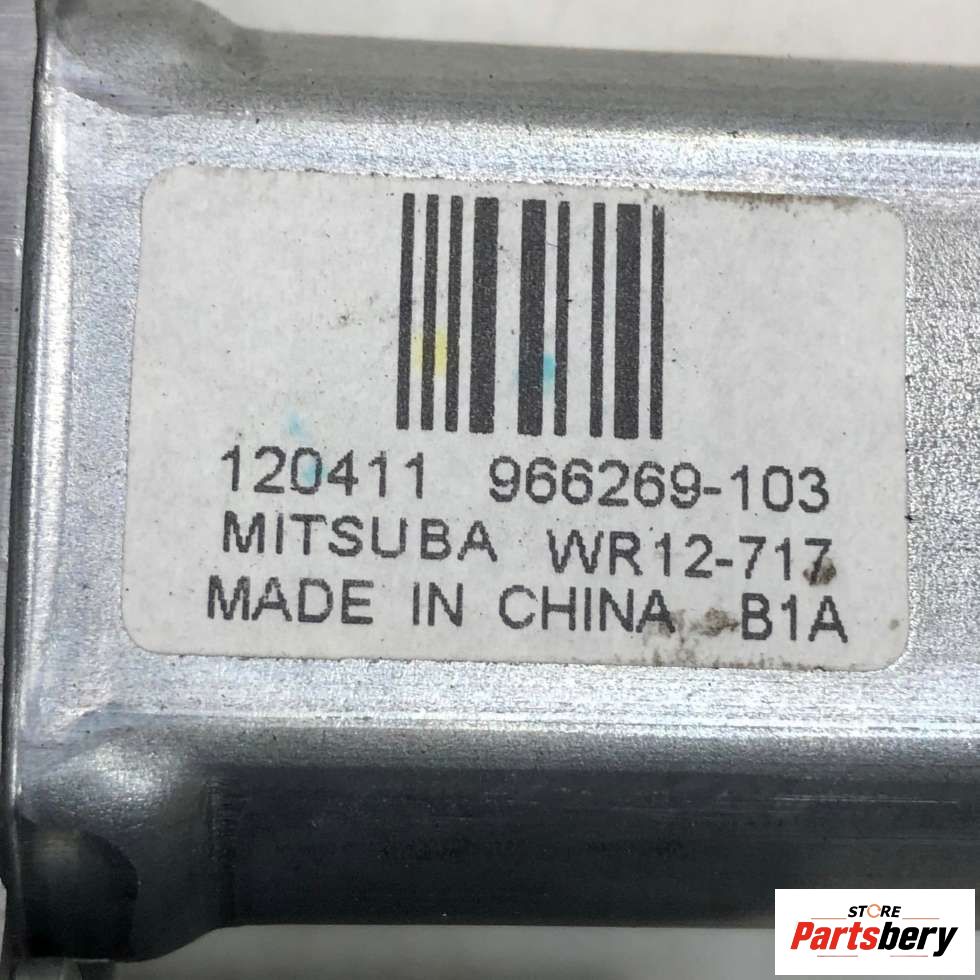 120411 966269-103
MITSUBA WR12-717
MADE IN CHINA B1A
STORE
Partsbery